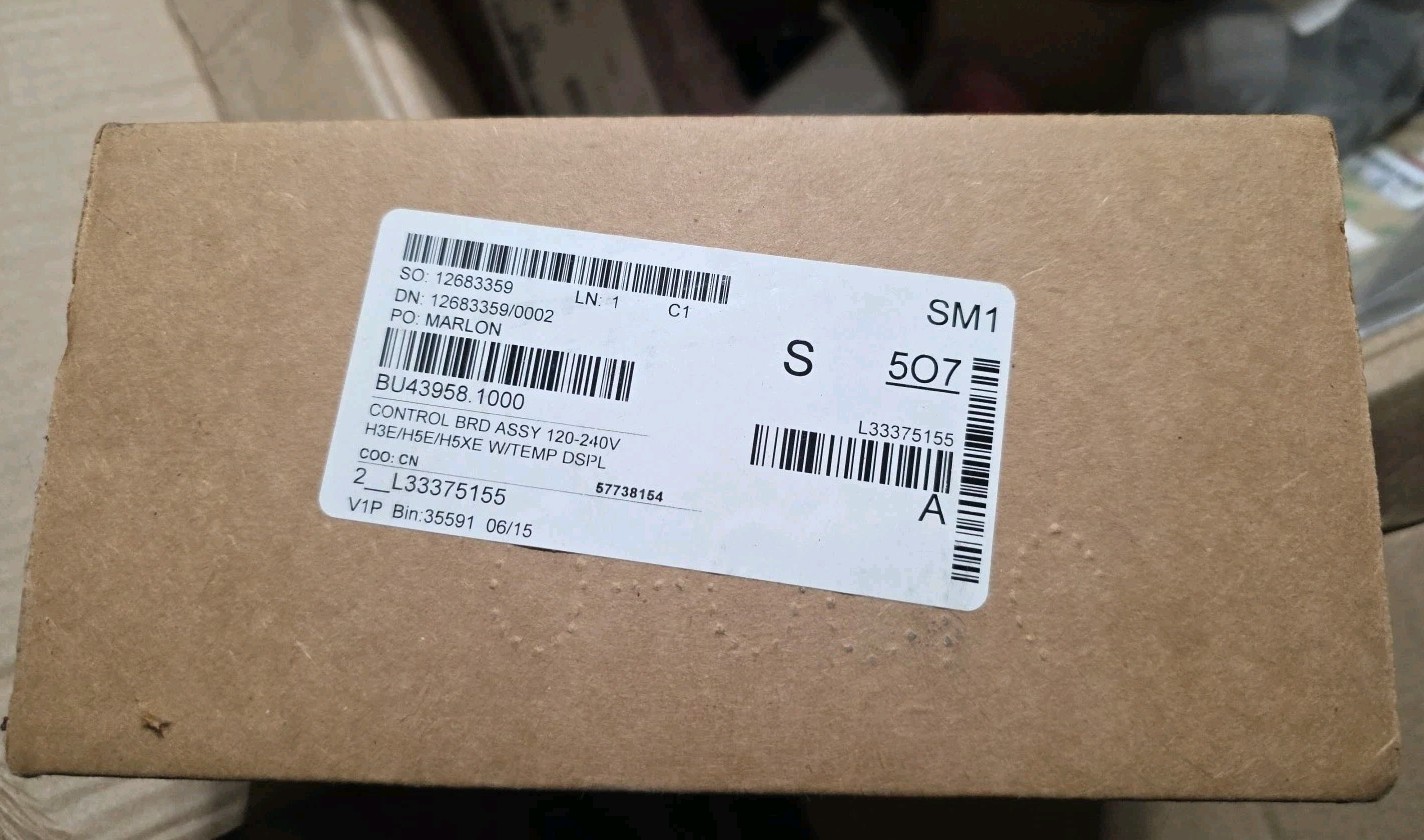 SO: 12683359 LN: 1 C1
DN: 12683359/0002
PO: MARLON
BU43958.1000
CONTROL BRD ASSY 120-240V
H3E/H5E/H5XE W/TEMP DSPL
COO: CN
57738154
2__L33375155
V1P Bin:35591 06/15
SM1
S 507
L33375155
A